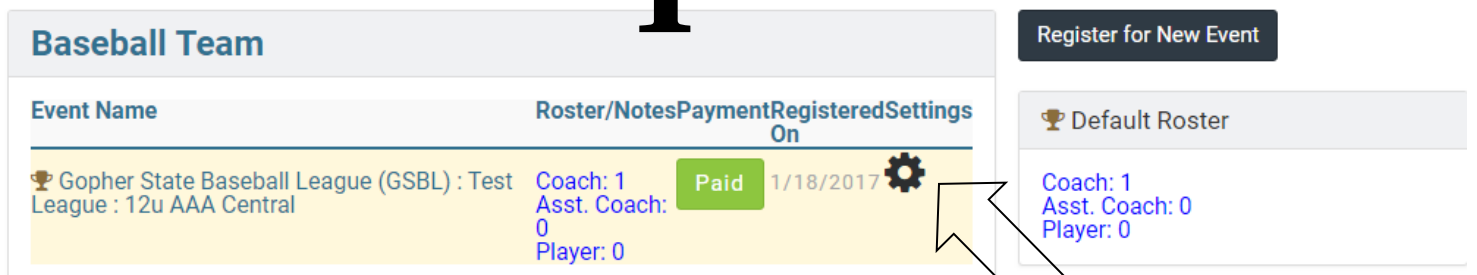 Baseball Team
Register for New Event
Event Name Roster/Notes Payment Registered On Settings
Gopher State Baseball League (GSBL) : Test
League : 12u AAA Central
Coach: 1
Asst. Coach:
0
Player: 0
Paid
1/18/2017
Default Roster
Coach: 1
Asst. Coach: 0
Player: 0